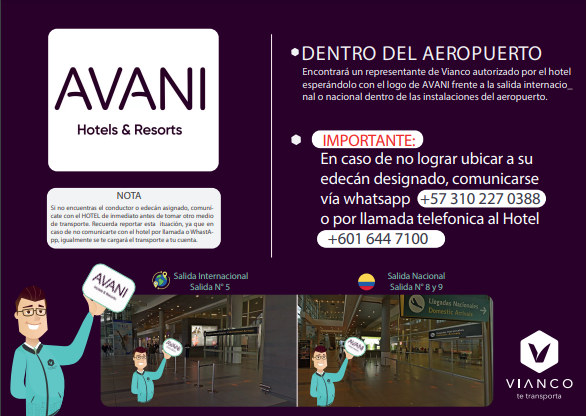 AVANI
Hotels & Resorts
NOTA
Si no encuentras el conductor o edecán asignado, comuni-
cate con el HOTEL de inmediato antes de tomar otro medio
de transporte. Recuerda reportar esta ituación, ya que en
caso de no comunicarte con el hotel por llamada o WhastA-
pp, igualmente se te cargará el transporte a tu cuenta.
DENTRO DEL AEROPUERTO
Encontrará un representante de Vianco autorizado por el hotel
esperándolo con el logo de AVANI frente a la salida internacio_
nal o nacional dentro de las instalaciones del aeropuerto.
IMPORTANTE:
En caso de no lograr ubicar a su
edecán designado, comunicarse
vía whatsapp +57 310 227 0388
o por llamada telefonica al Hotel
+601 644 7100
Salida Internacional
Salida N° 5
Salida Nacional
Salida N° 8 y 9
AVANI
Hotels & Resorts
AVANI
AVANI
Llegadas Nacionales
Domestic Arrivals
VIANCO
te transporta